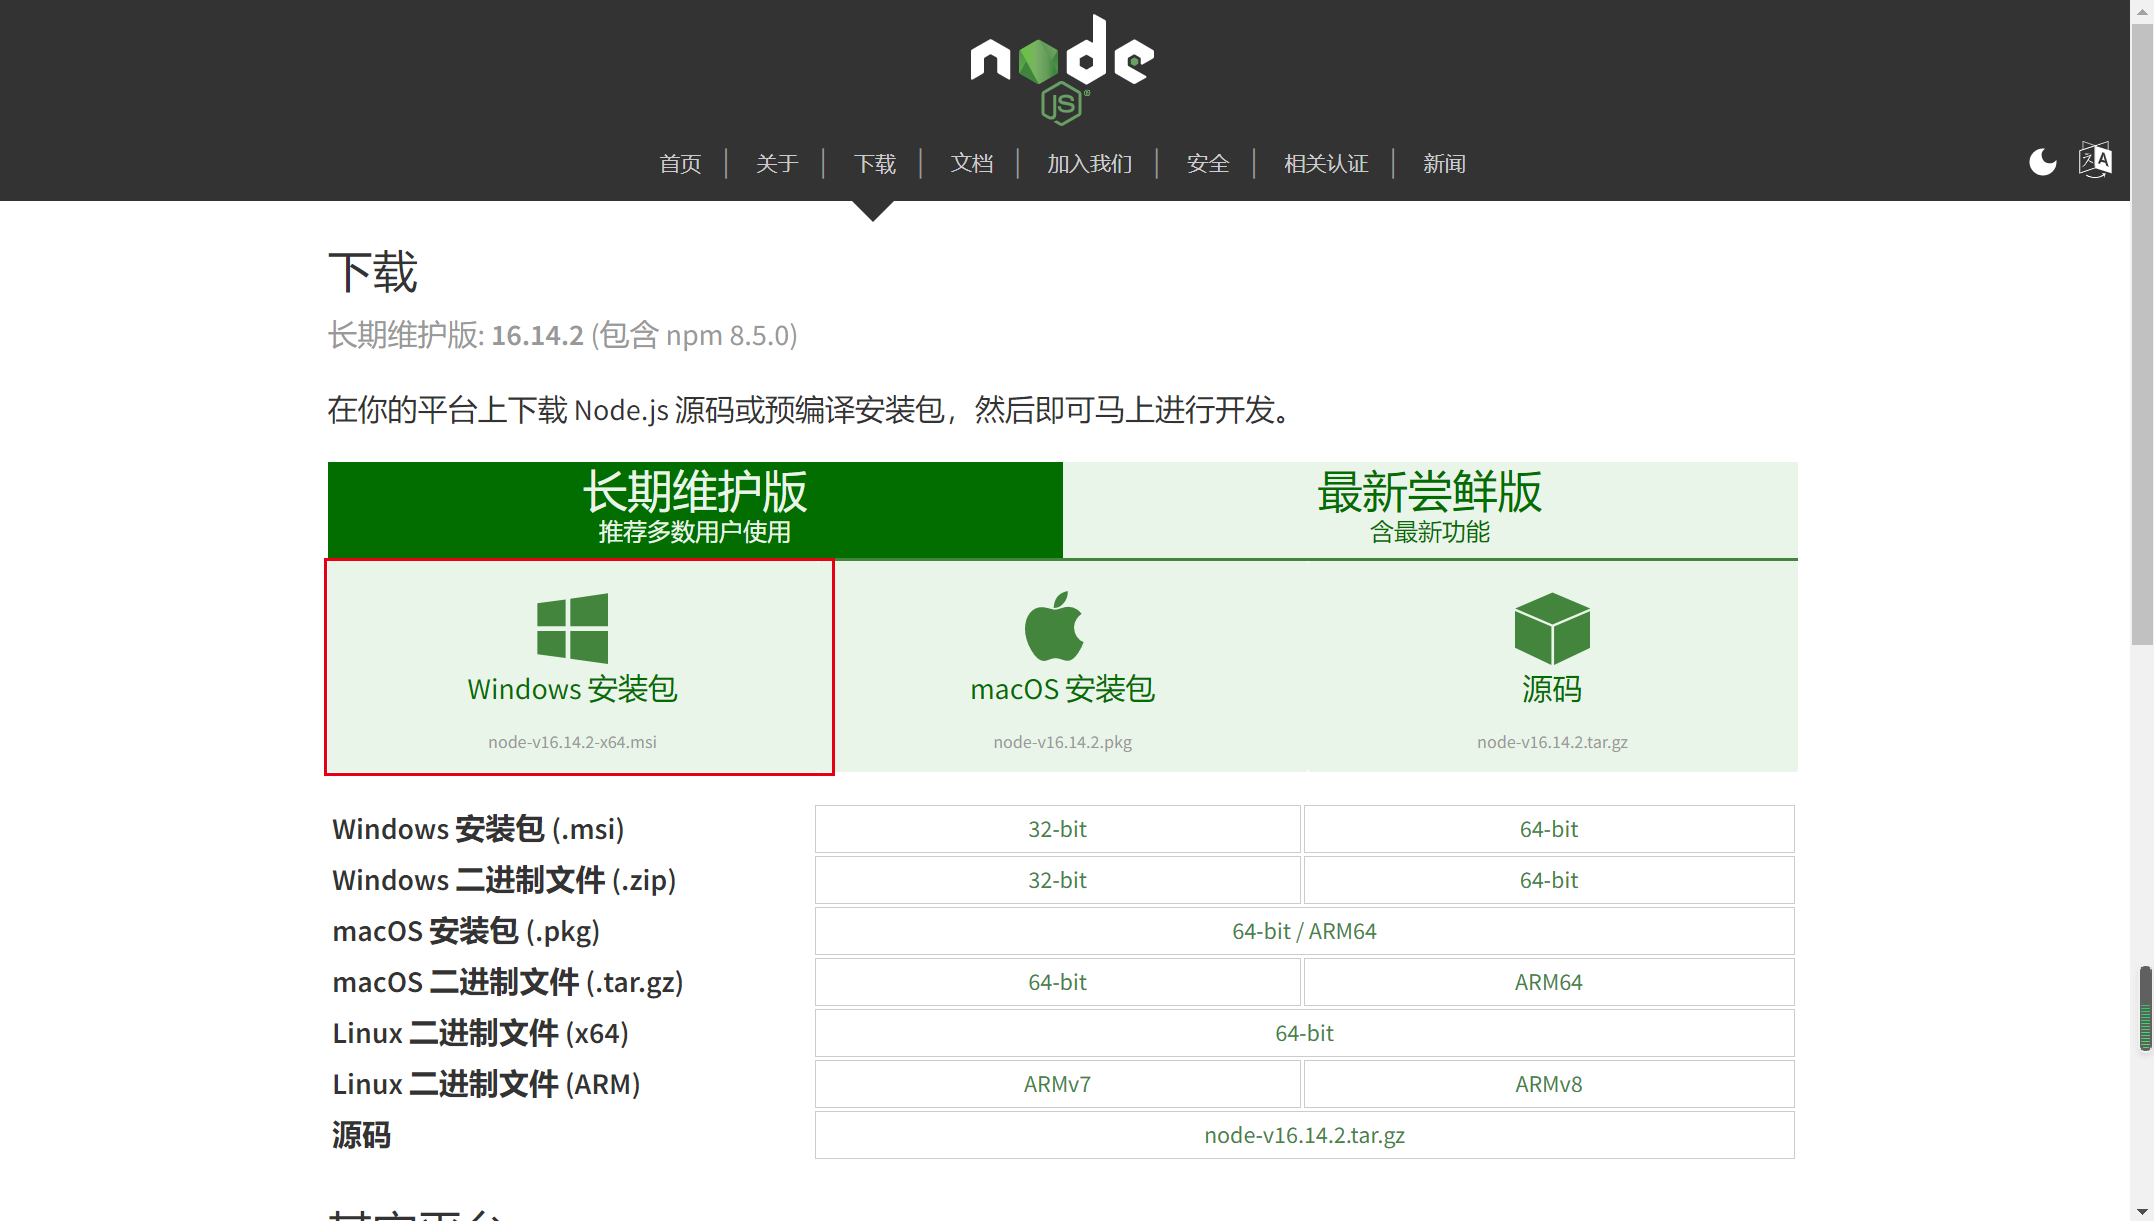 node
JS®
首页 | 关于 | 下载 | 文档 | 加入我们 | 安全 | 相关认证 | 新闻
下载
长期维护版: 16.14.2 (包含 npm 8.5.0)
在你的平台上下载 Node.js 源码或预编译安装包，然后即可马上进行开发。
长期维护版
推荐多数用户使用
最新尝鲜版
含最新功能
Windows 安装包
node-v16.14.2-x64.msi
macOS 安装包
node-v16.14.2.pkg
源码
node-v16.14.2.tar.gz
Windows 安装包 (.msi) 32-bit 64-bit
Windows 二进制文件 (.zip) 32-bit 64-bit
macOS 安装包 (.pkg) 64-bit / ARM64
macOS 二进制文件 (.tar.gz) 64-bit ARM64
Linux 二进制文件 (x64) 64-bit
Linux 二进制文件 (ARM) ARMv7 ARMv8
源码 node-v16.14.2.tar.gz